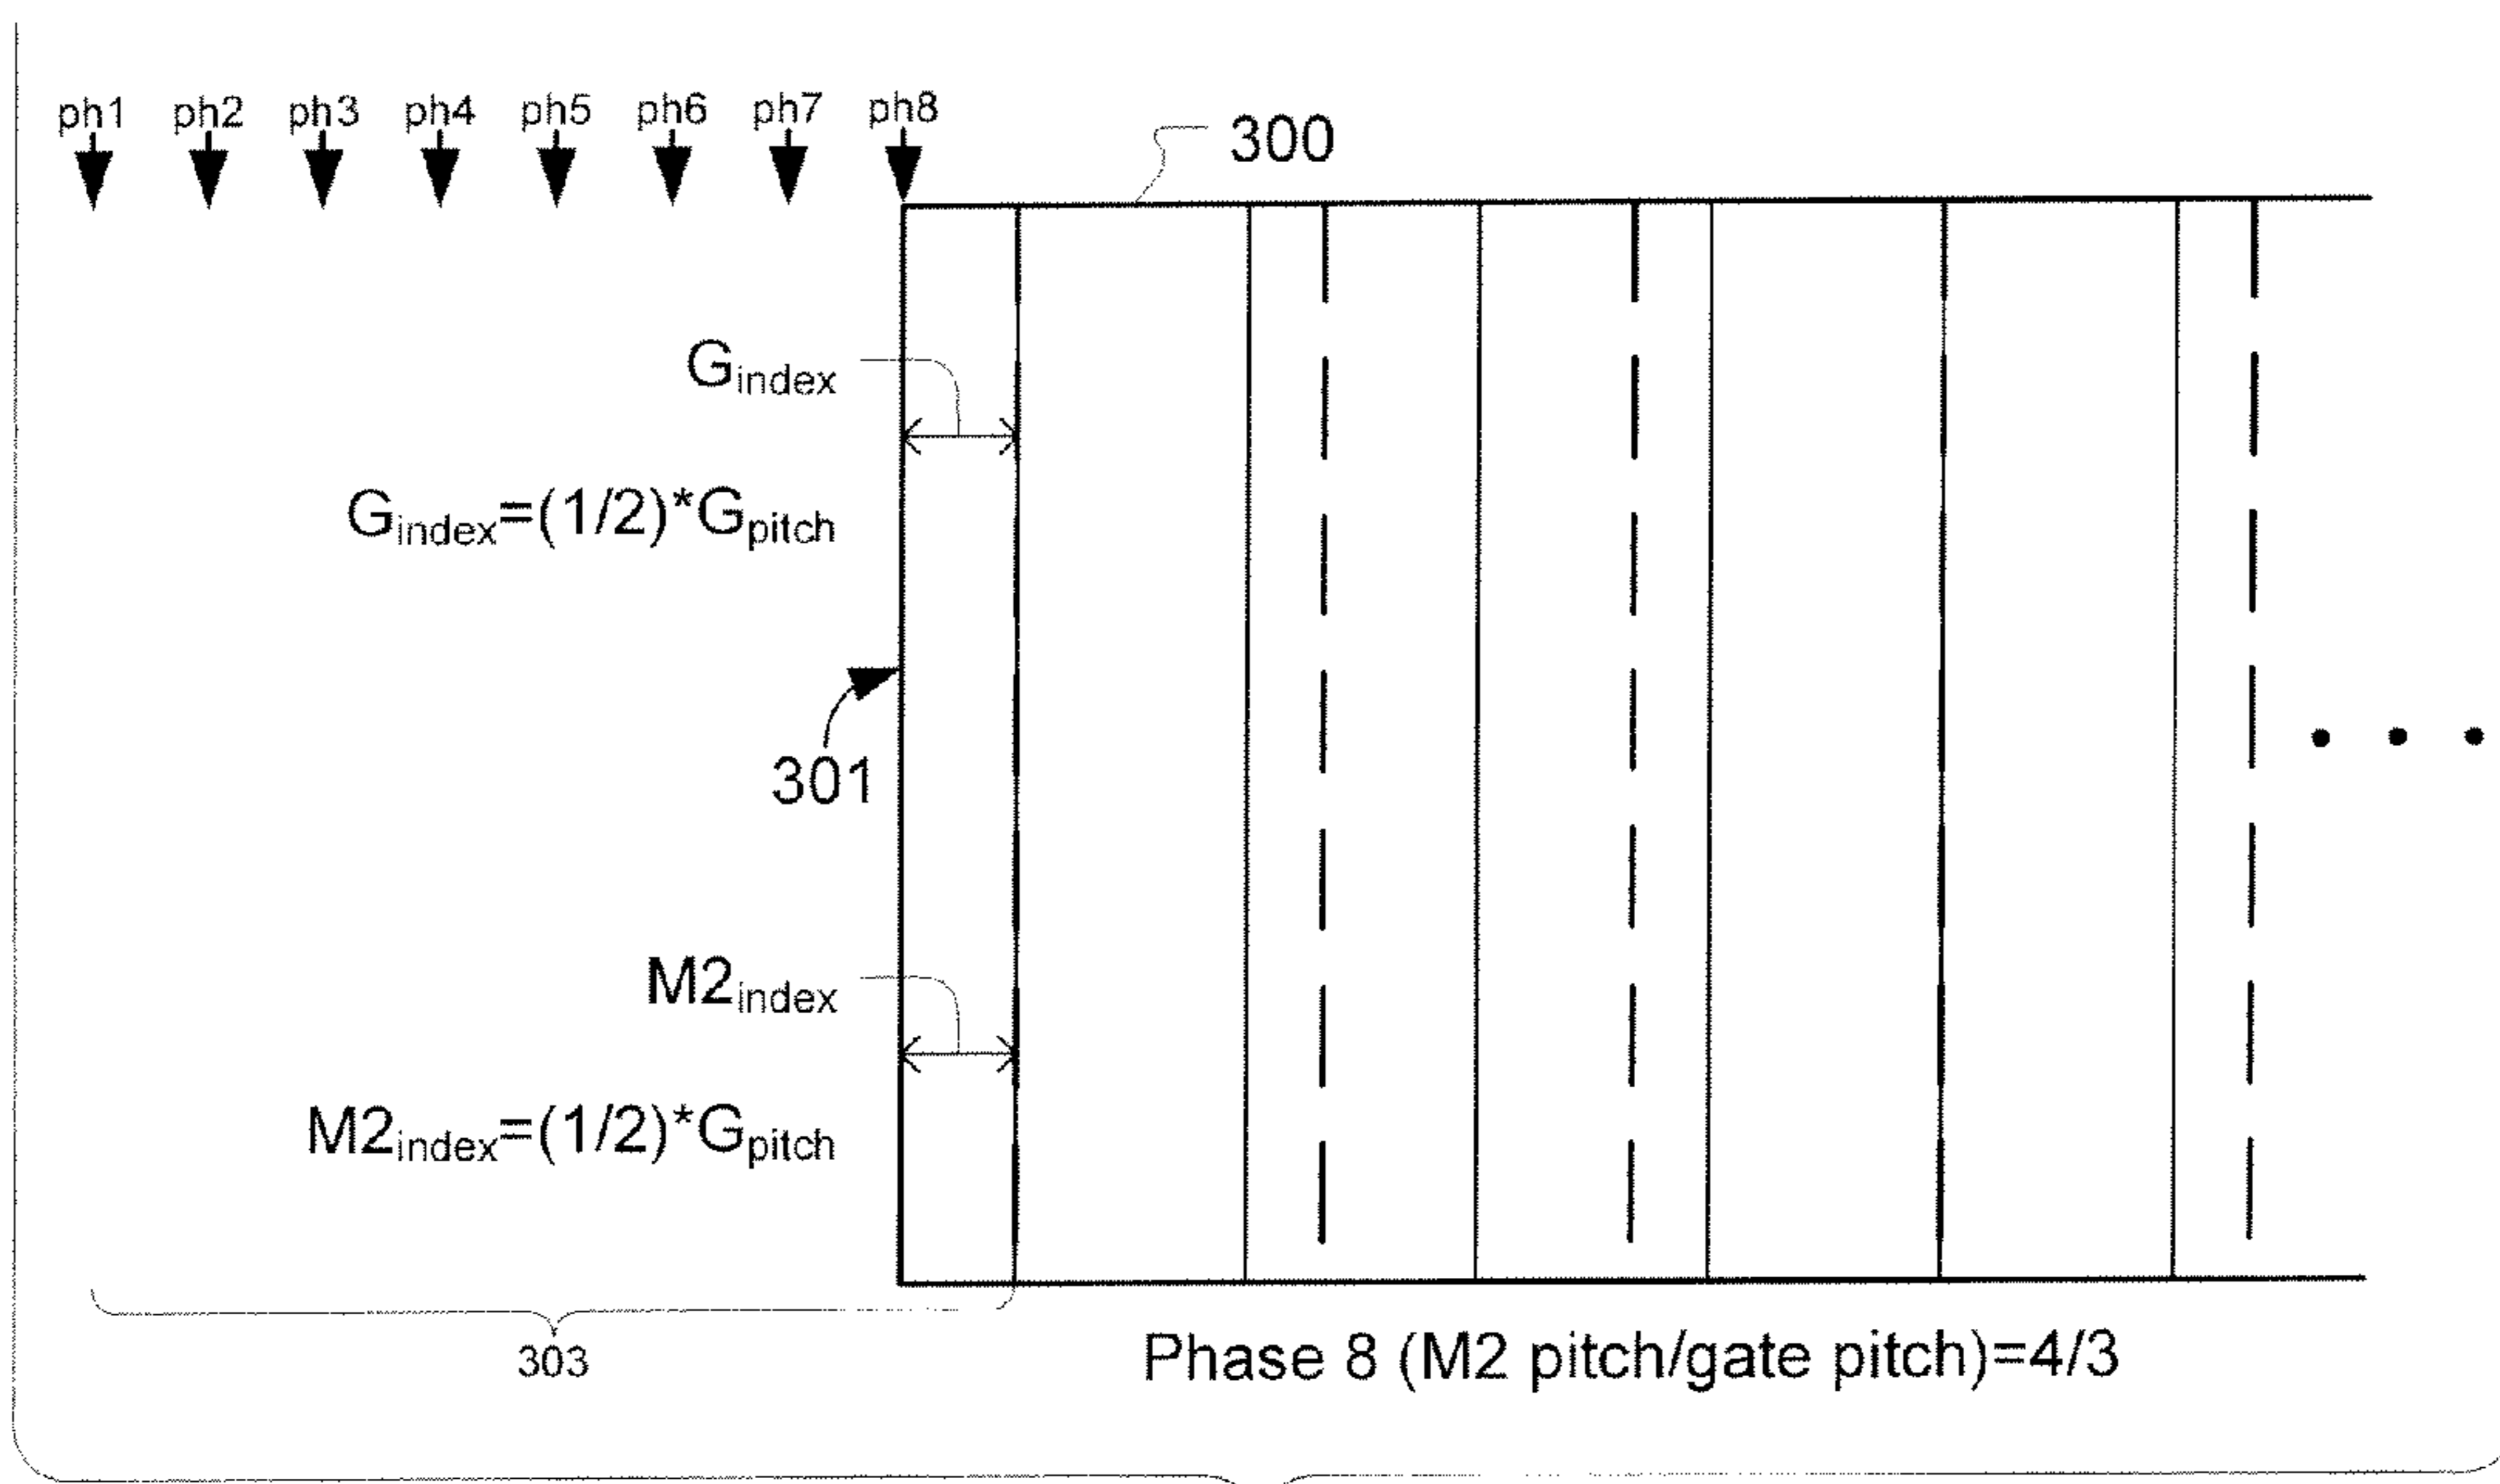 ph1 ph2 ph3 ph4 ph5 ph6 ph7 ph8
300
Gindex
Gindex=(1/2)*Gpitch
301
M2index
M2index=(1/2)*Gpitch
303
Phase 8 (M2 pitch/gate pitch)=4/3